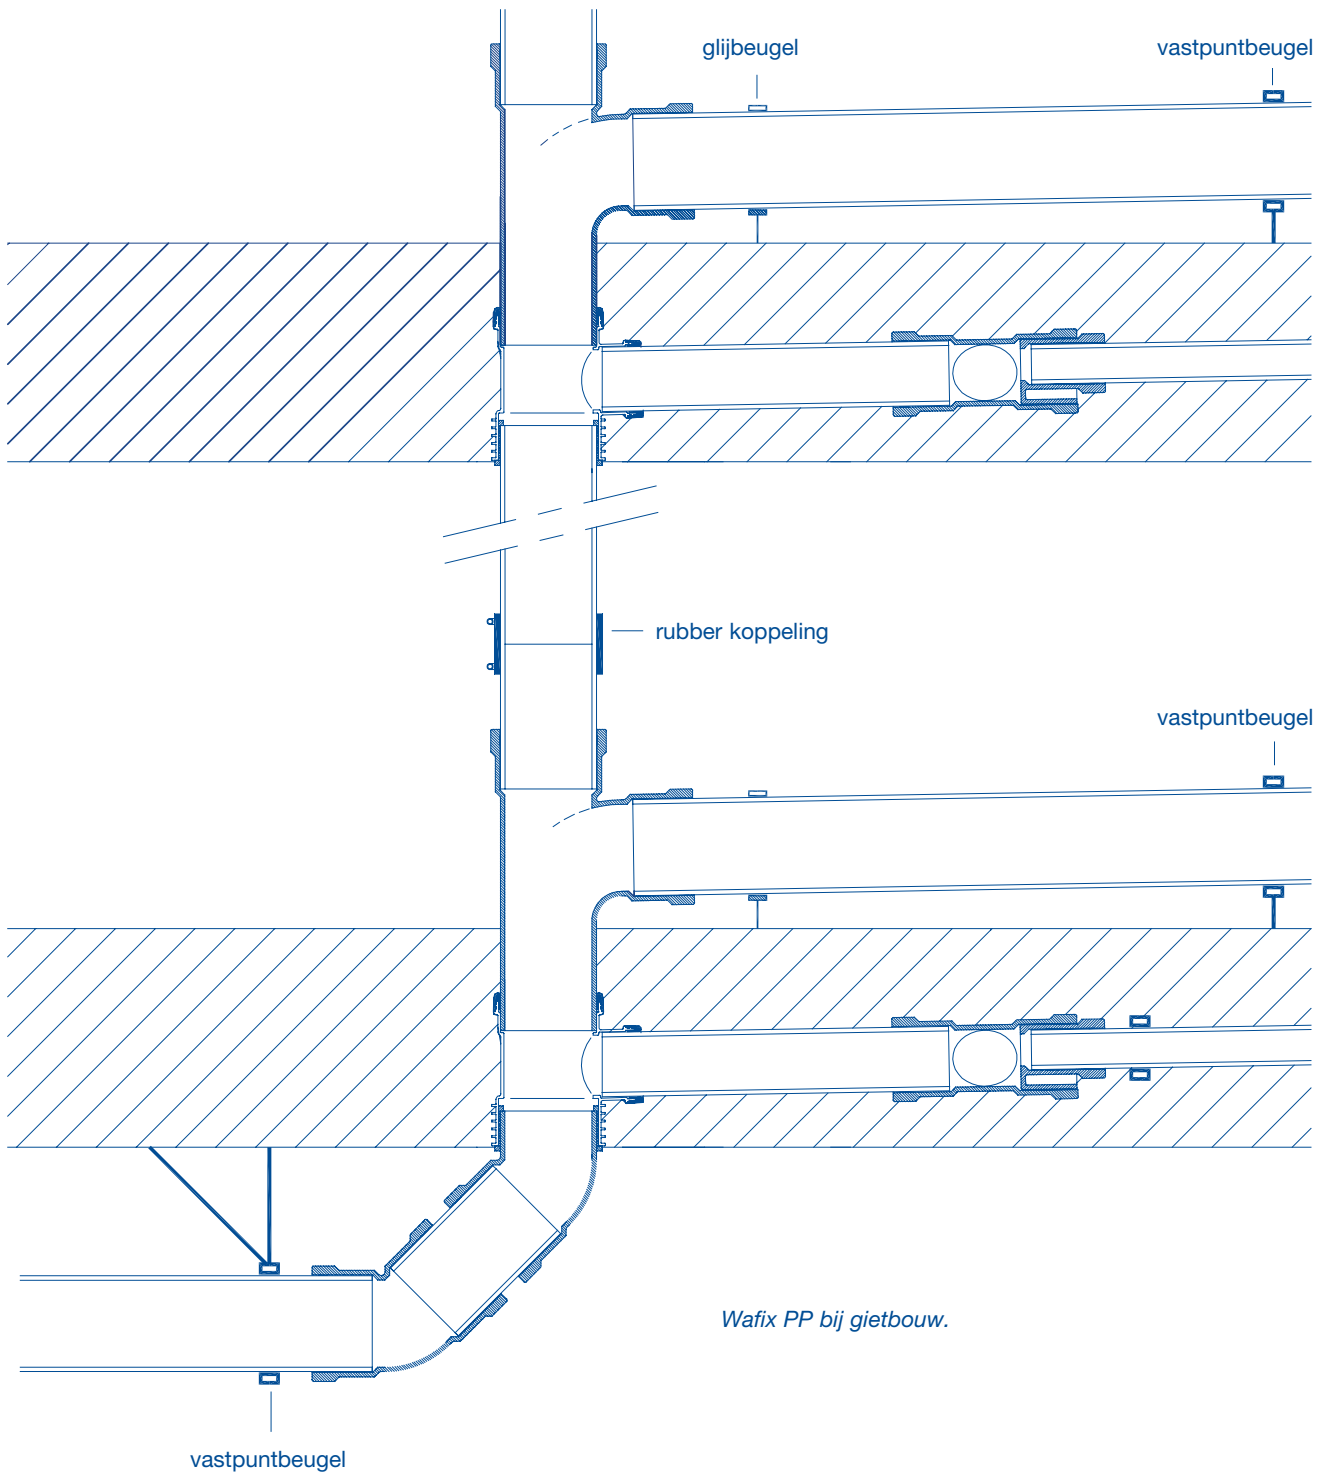 glijbeugel
vastpuntbeugel
rubber koppeling
vastpuntbeugel
Wafix PP bij gietbouw.
vastpuntbeugel